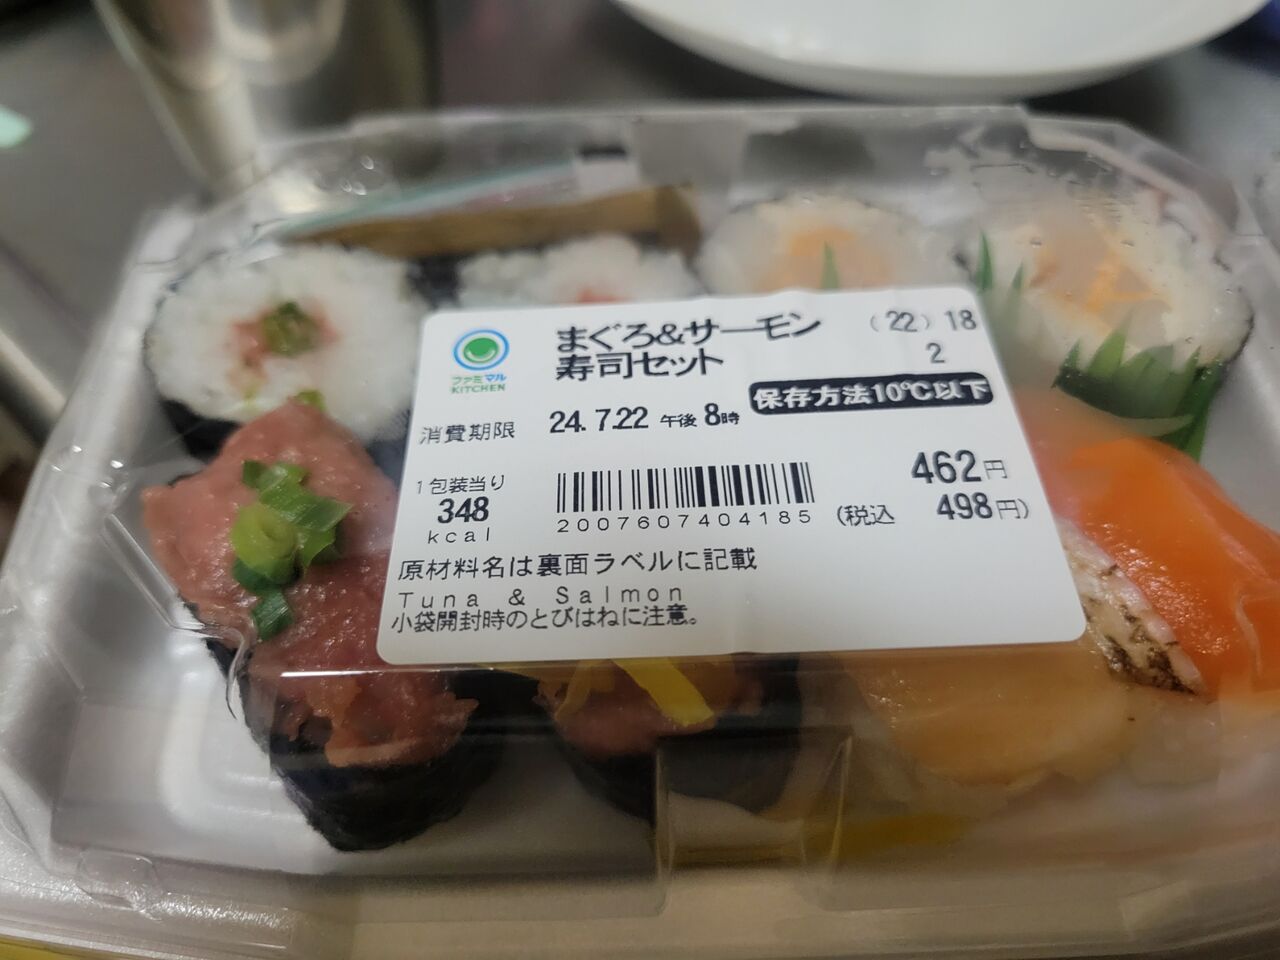 ファミマル
KITCHEN
まぐろ&サーモン
寿司セット
(22) 18
2
保存方法10℃以下
消費期限 24.7.22 午後 8時
1包装当り
348
kcal
2007607404185
462円
(税込 498円)
原材料名は裏面ラベルに記載
Tuna & Salmon
小袋開封時のとびはねに注意。